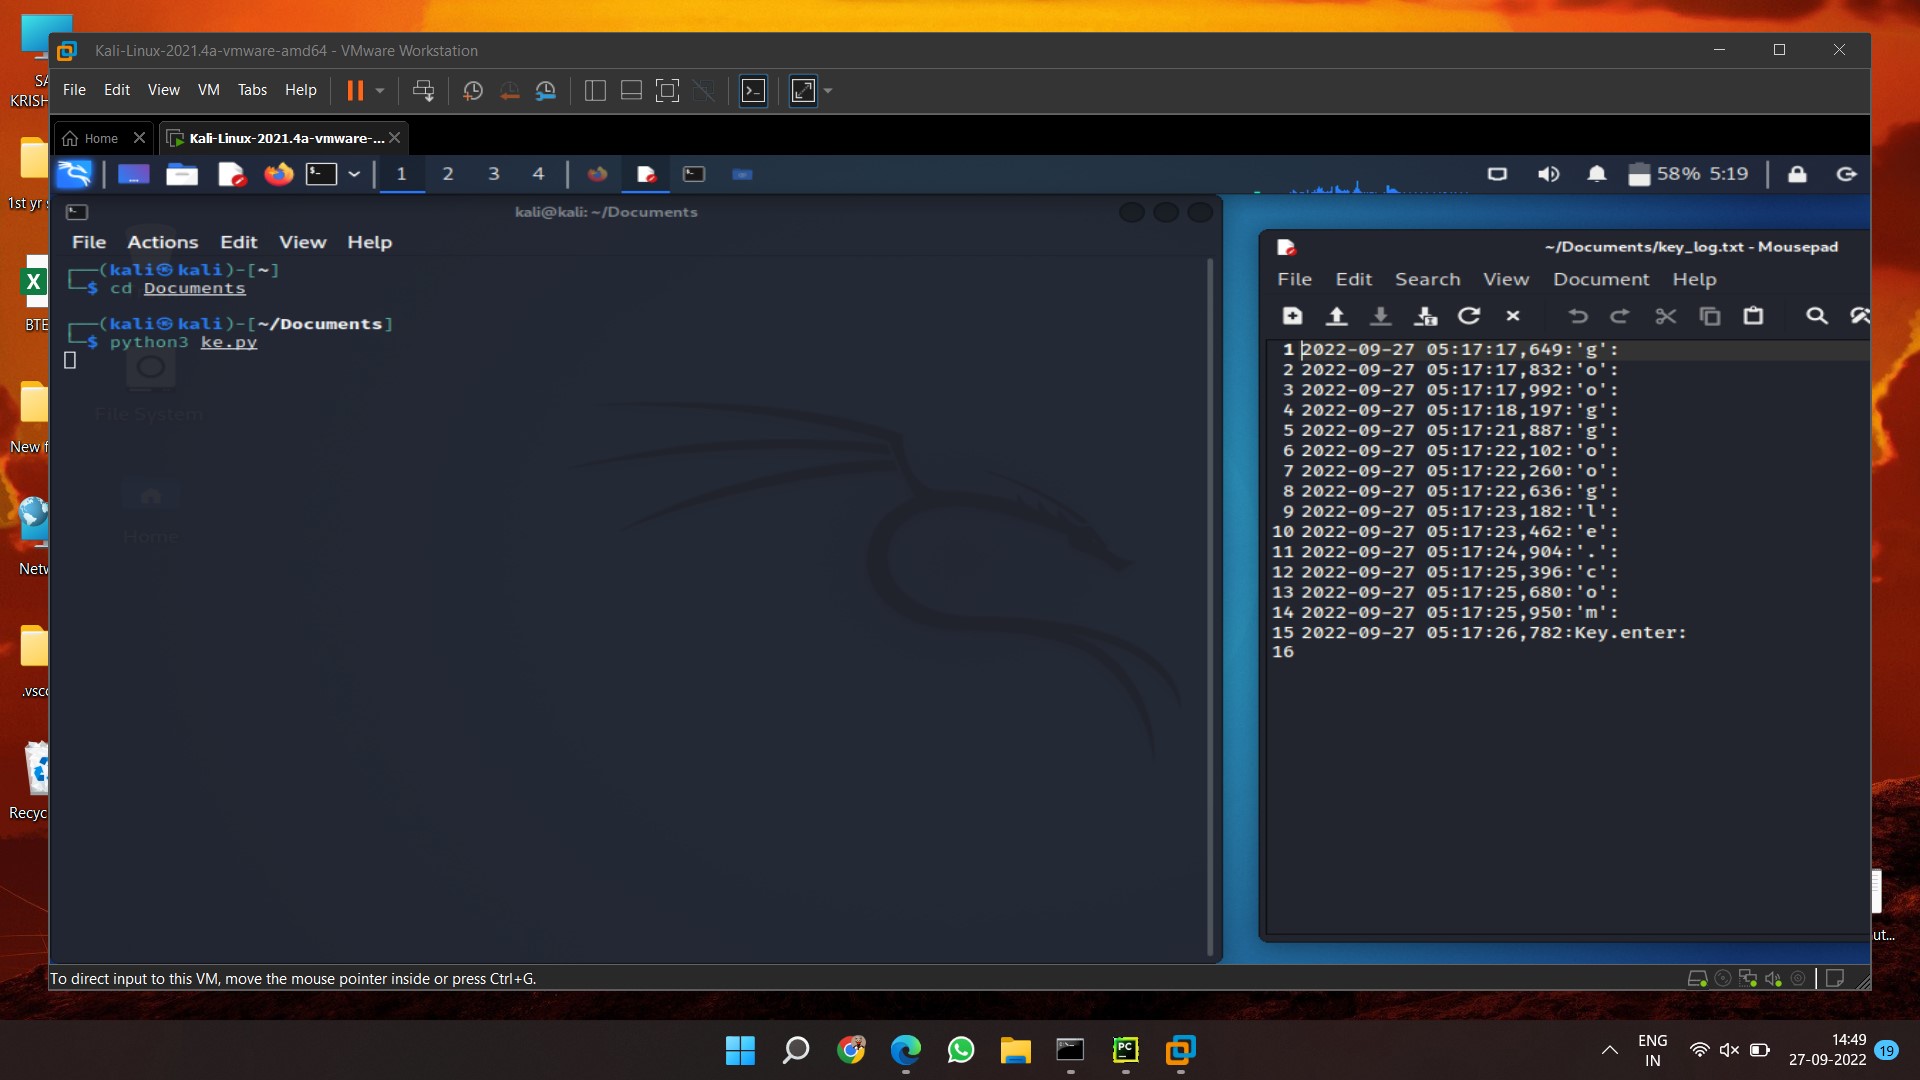 Kali-Linux-2021.4a-vmware-amd64 - VMware Workstation
File Edit View VM Tabs Help
Home
Kali-Linux-2021.4a-vmware-...
1 2 3 4
58% 5:19
kali@kali: ~/Documents
File Actions Edit View Help
┌──(kali㉿kali)-[~]
└─$ cd Documents
┌──(kali㉿kali)-[~/Documents]
└─$ python3 ke.py
File System
Home
~/Documents/key_log.txt - Mousepad
File Edit Search View Document Help
1 2022-09-27 05:17:17,649:'g':
2 2022-09-27 05:17:17,832:'o':
3 2022-09-27 05:17:17,992:'o':
4 2022-09-27 05:17:18,197:'g':
5 2022-09-27 05:17:21,887:'g':
6 2022-09-27 05:17:22,102:'o':
7 2022-09-27 05:17:22,260:'o':
8 2022-09-27 05:17:22,636:'g':
9 2022-09-27 05:17:23,182:'l':
10 2022-09-27 05:17:23,462:'e':
11 2022-09-27 05:17:24,904:'.':
12 2022-09-27 05:17:25,396:'c':
13 2022-09-27 05:17:25,680:'o':
14 2022-09-27 05:17:25,950:'m':
15 2022-09-27 05:17:26,782:Key.enter:
16
To direct input to this VM, move the mouse pointer inside or press Ctrl+G.
SA
KRISH
1st yr s
X
BTE
New f
Netw
.vsco
Recyc
ut...
PC
ENG
IN
14:49
27-09-2022
19